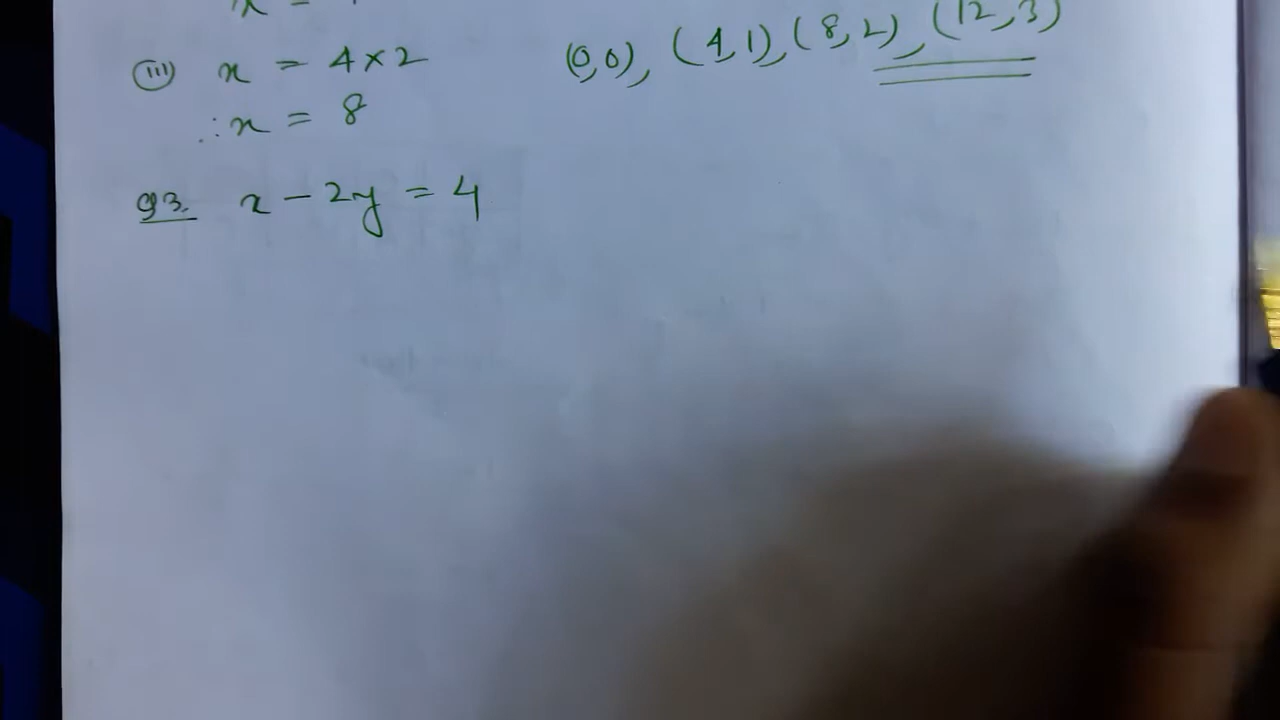 x =
(iii) x = 4 × 2
∴ x = 8
(0,0), (4,1), (8,2), (12,3)
Q3. x - 2y = 4